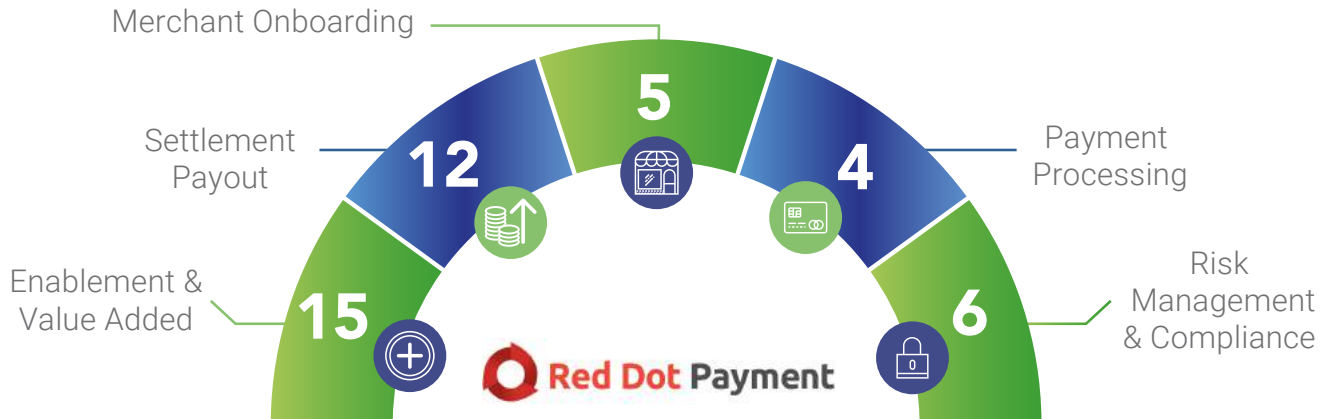 Merchant Onboarding
5
Settlement
Payout
12
4
Payment
Processing
Enablement &
Value Added
15
6
Risk
Management
& Compliance
0
Red Dot Payment